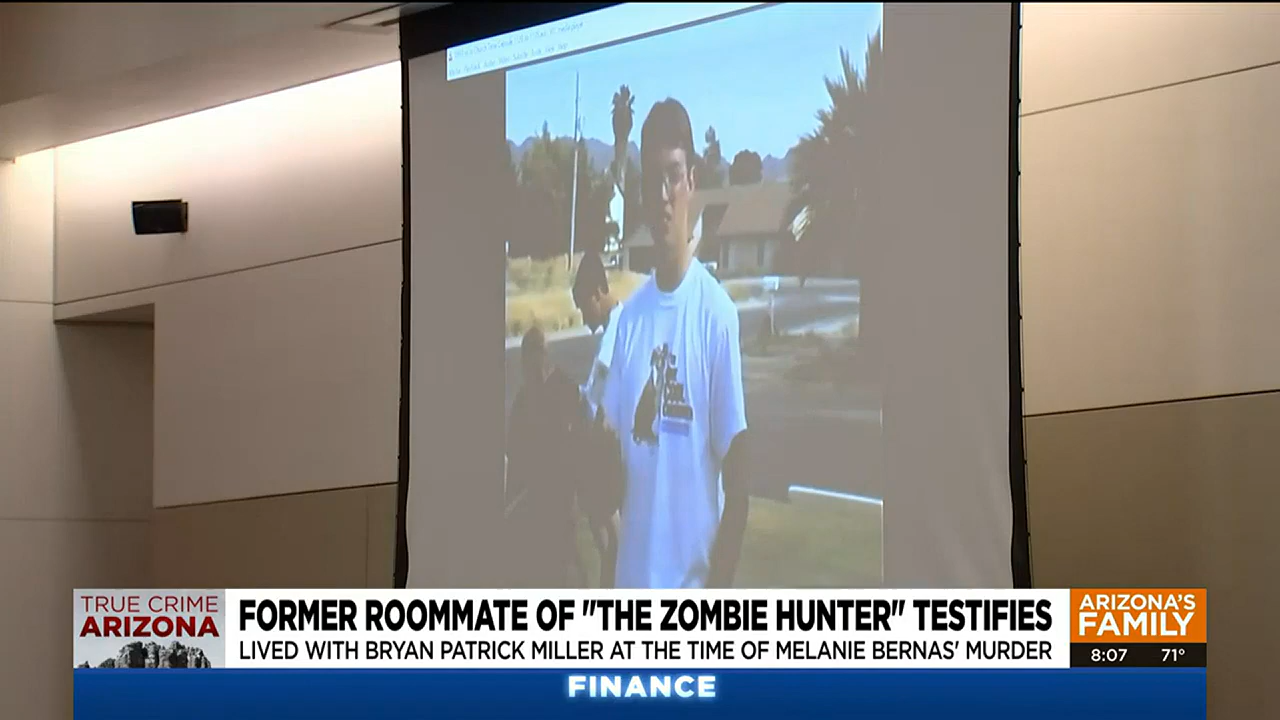 TRUE CRIME
ARIZONA
FORMER ROOMMATE OF "THE ZOMBIE HUNTER" TESTIFIES
LIVED WITH BRYAN PATRICK MILLER AT THE TIME OF MELANIE BERNAS' MURDER
ARIZONA'S
FAMILY
8:07 71°
FINANCE